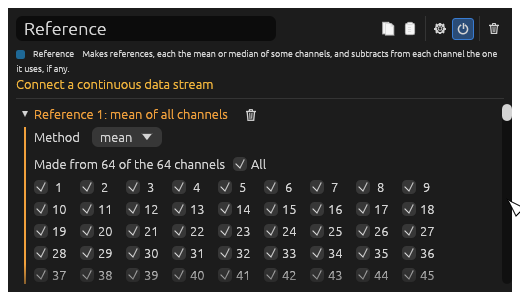 Reference
Reference Makes references, each the mean or median of some channels, and subtracts from each channel the one
it uses, if any.
Connect a continuous data stream
Reference 1: mean of all channels
Method mean
Made from 64 of the 64 channels All
1 2 3 4 5 6 7 8 9
10 11 12 13 14 15 16 17 18
19 20 21 22 23 24 25 26 27
28 29 30 31 32 33 34 35 36
37 38 39 40 41 42 43 44 45